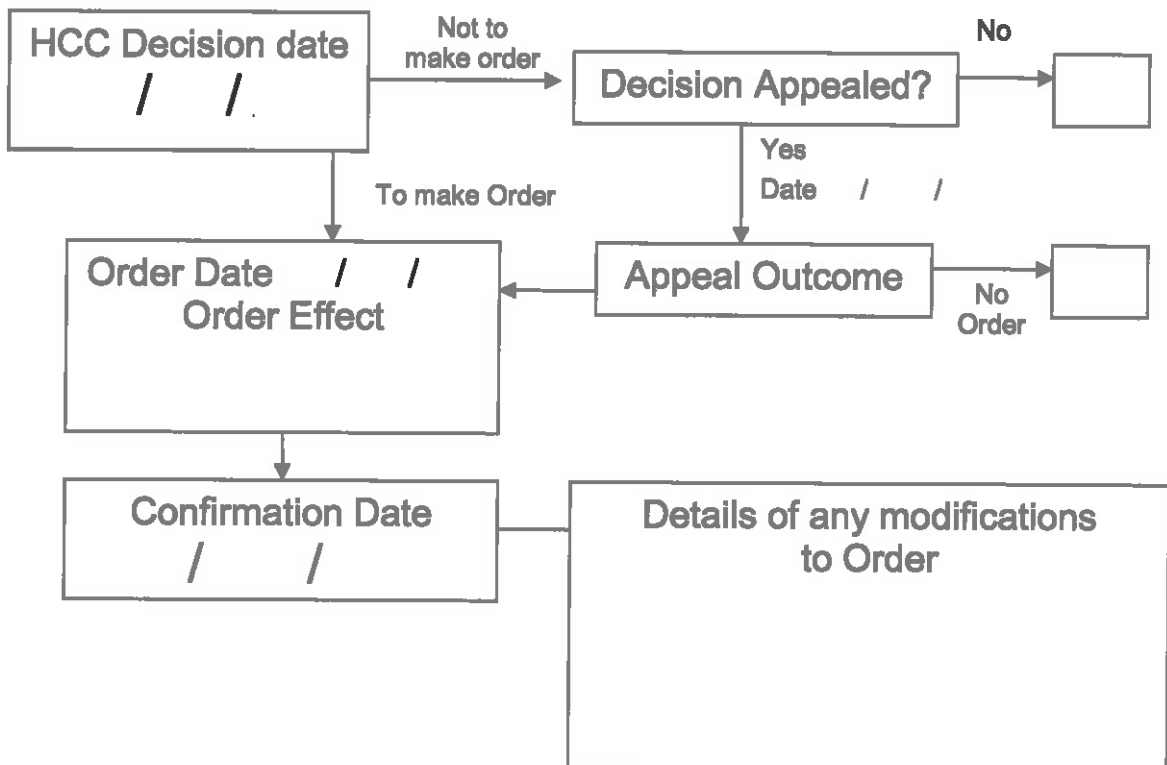 HCC Decision date
/ / .
Not to
make order
Decision Appealed?
No
Yes
Date / /
To make Order
Order Date / /
Order Effect
Appeal Outcome
No
Order
Confirmation Date
/ /
Details of any modifications
to Order